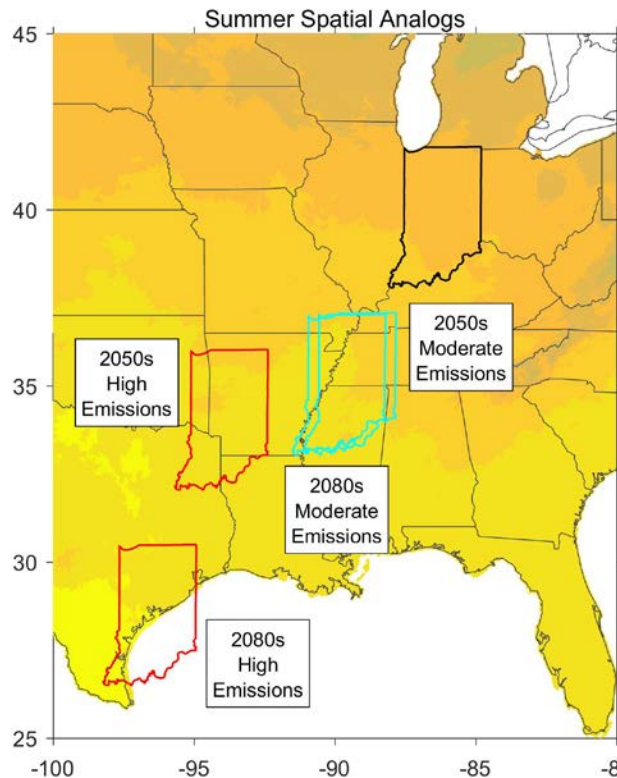 Summer Spatial Analogs
45
40
35
30
25
2050s
High
Emissions
2050s
Moderate
Emissions
2080s
Moderate
Emissions
2080s
High
Emissions
-100
-95
-90
-85
-8